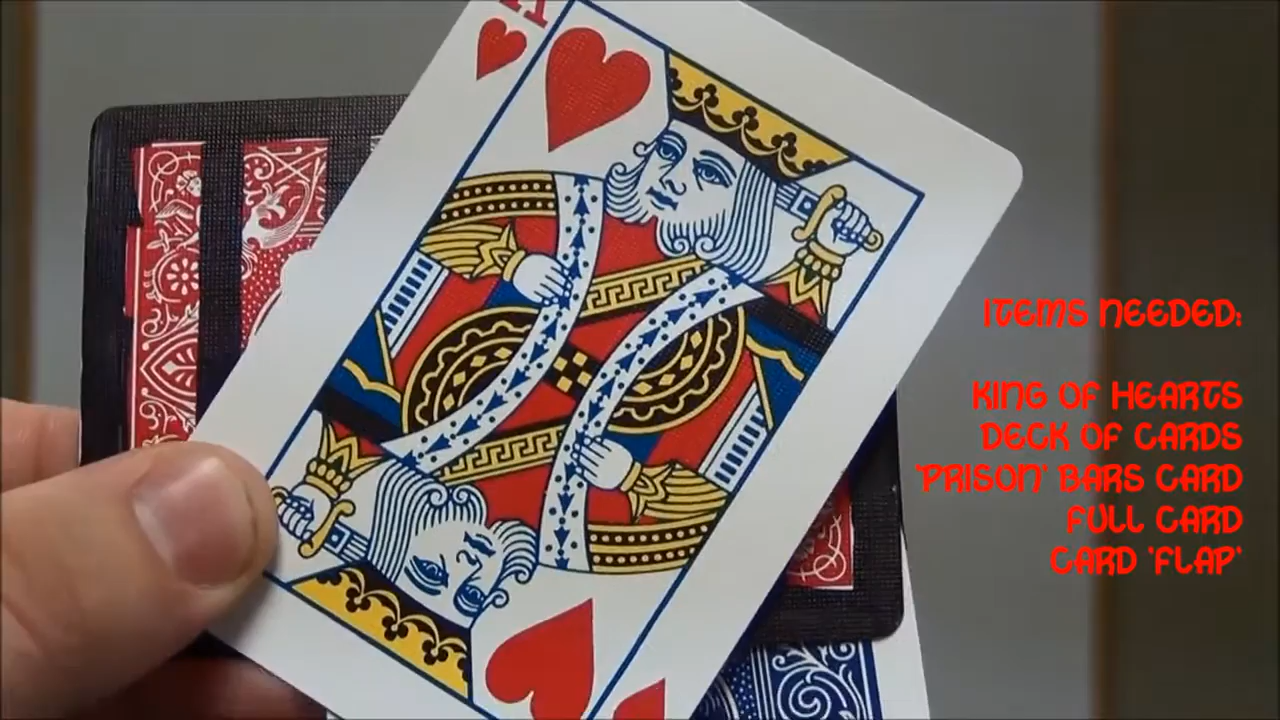 K
ITEMS NEEDED:
KING OF HEARTS
DECK OF CARDS
'PRISON' BARS CARD
FULL CARD
CARD 'FLAP'